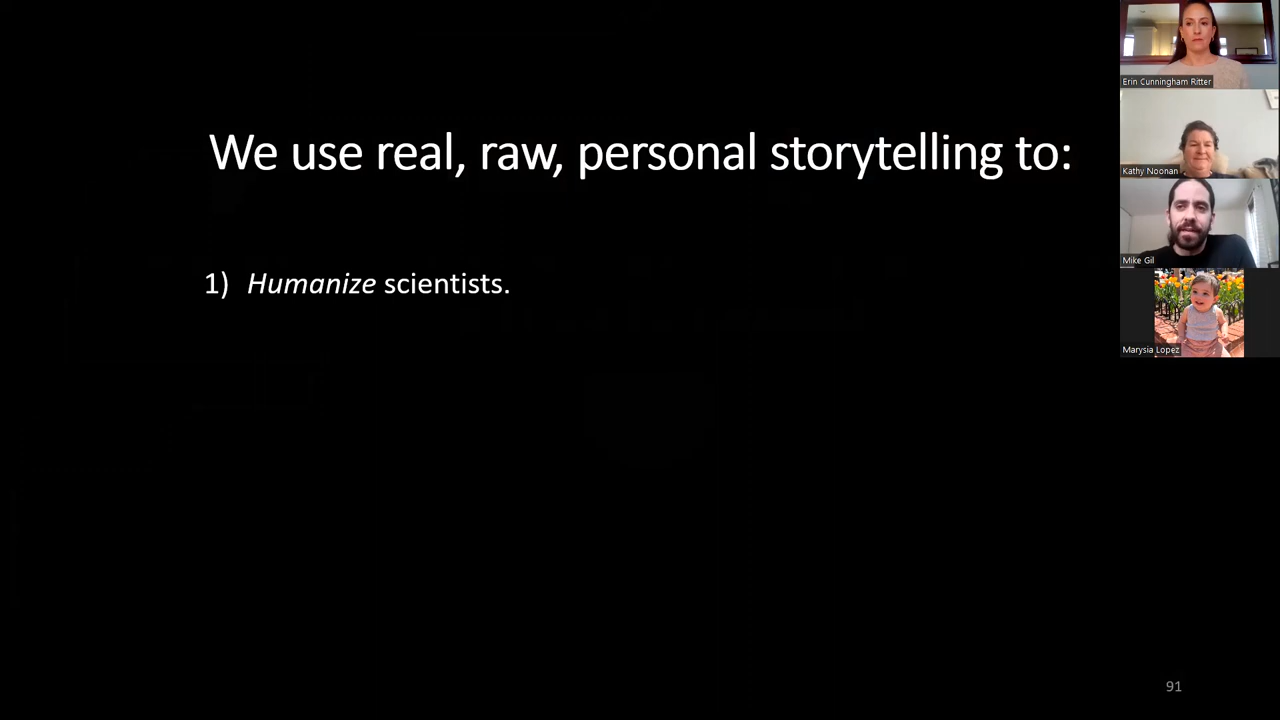 We use real, raw, personal storytelling to:
1) Humanize scientists.
Erin Cunningham Ritter
Kathy Noonan
Mike Gil
Marysia Lopez
91